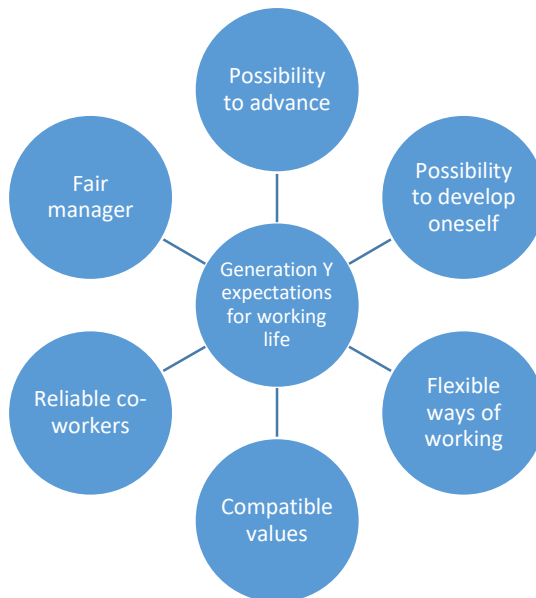 Possibility
to advance
Possibility
to develop
oneself
Flexible
ways of
working
Compatible
values
Reliable co-
workers
Fair
manager
Generation Y
expectations
for working
life